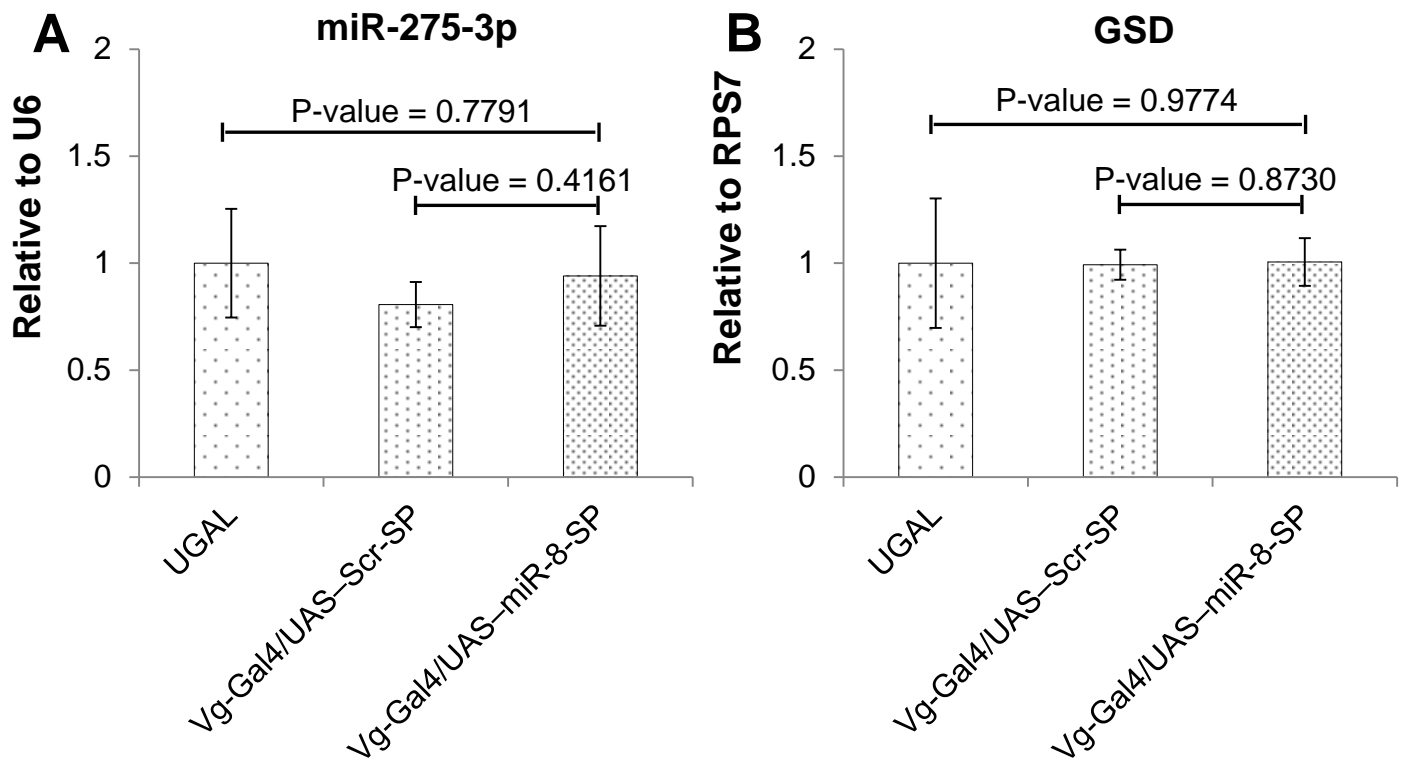 A
miR-275-3p
Relative to U6
2
1.5
1
0.5
0
P-value = 0.7791
P-value = 0.4161
UGAL
Vg-Gal4/UAS–Scr-SP
Vg-Gal4/UAS–miR-8-SP
B
GSD
Relative to RPS7
2
1.5
1
0.5
0
P-value = 0.9774
P-value = 0.8730
UGAL
Vg-Gal4/UAS–Scr-SP
Vg-Gal4/UAS–miR-8-SP